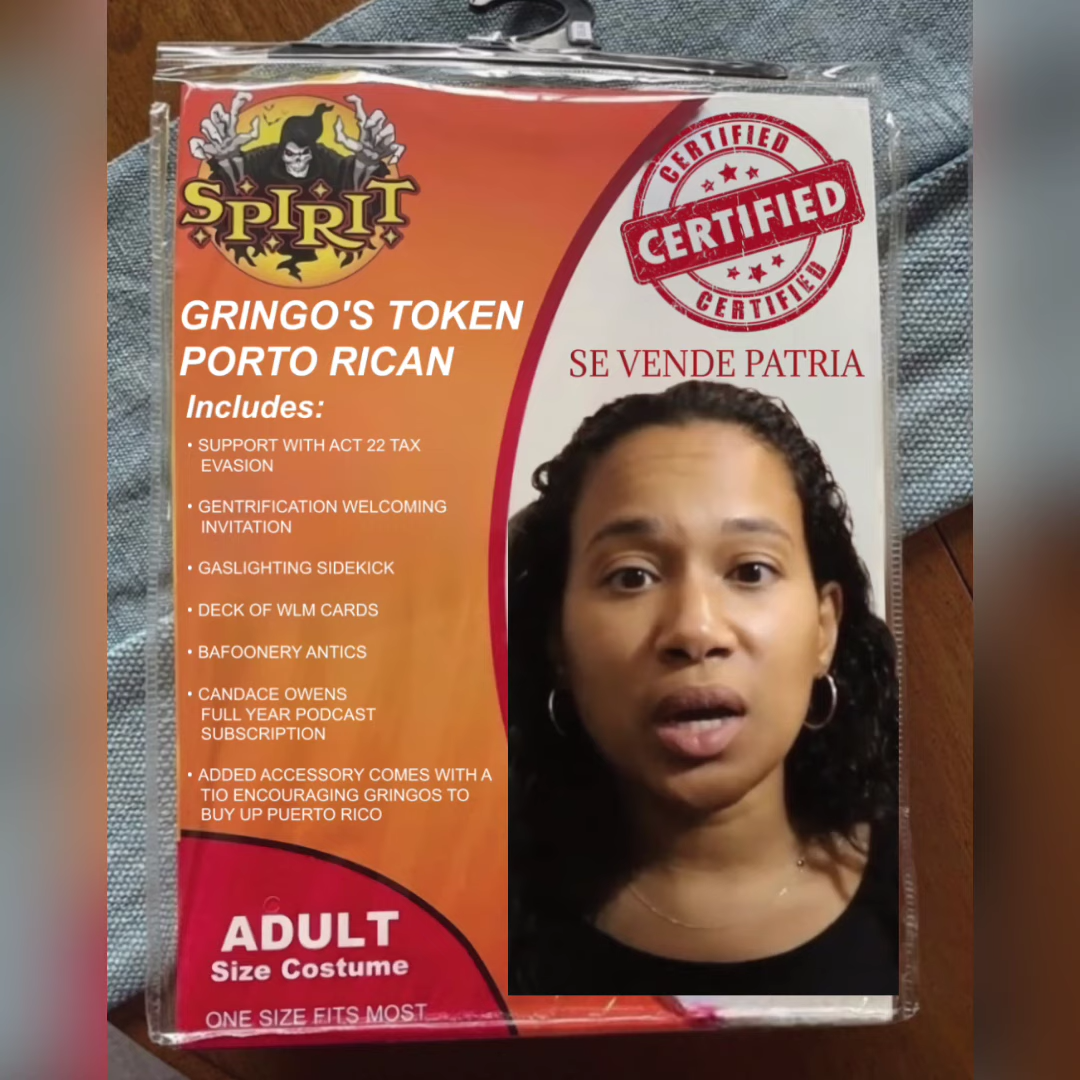 SPIRIT
CERTIFIED
CERTIFIED
CERTIFIED
GRINGO'S TOKEN
PORTO RICAN
SE VENDE PATRIA
Includes:
• SUPPORT WITH ACT 22 TAX
EVASION
• GENTRIFICATION WELCOMING
INVITATION
• GASLIGHTING SIDEKICK
• DECK OF WLM CARDS
• BAFOONERY ANTICS
• CANDACE OWENS
FULL YEAR PODCAST
SUBSCRIPTION
• ADDED ACCESSORY COMES WITH A
TIO ENCOURAGING GRINGOS TO
BUY UP PUERTO RICO
ADULT
Size Costume
ONE SIZE FITS MOST